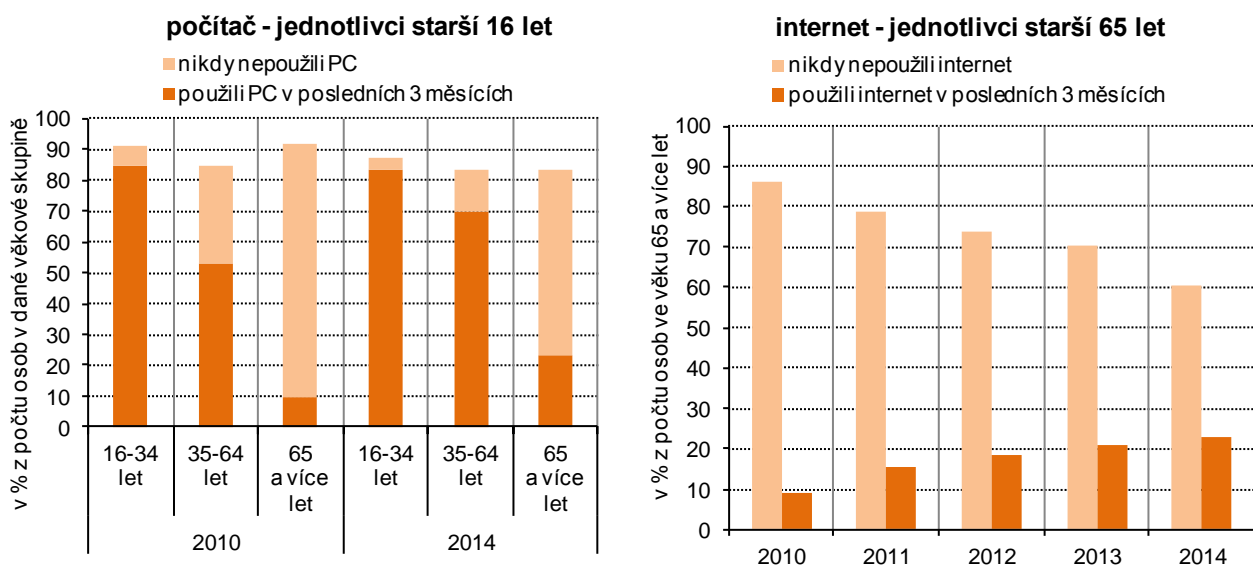 počítač - jednotlivci starší 16 let
nikdy nepoužili PC
použili PC v posledních 3 měsících
v % z počtu osob v dané věkové skupině
100
90
80
70
60
50
40
30
20
10
0
16-34 let
35-64 let
65 a více let
16-34 let
35-64 let
65 a více let
2010
2014
internet - jednotlivci starší 65 let
nikdy nepoužili internet
použili internet v posledních 3 měsících
v % z počtu osob ve věku 65 a více let
100
90
80
70
60
50
40
30
20
10
0
2010
2011
2012
2013
2014